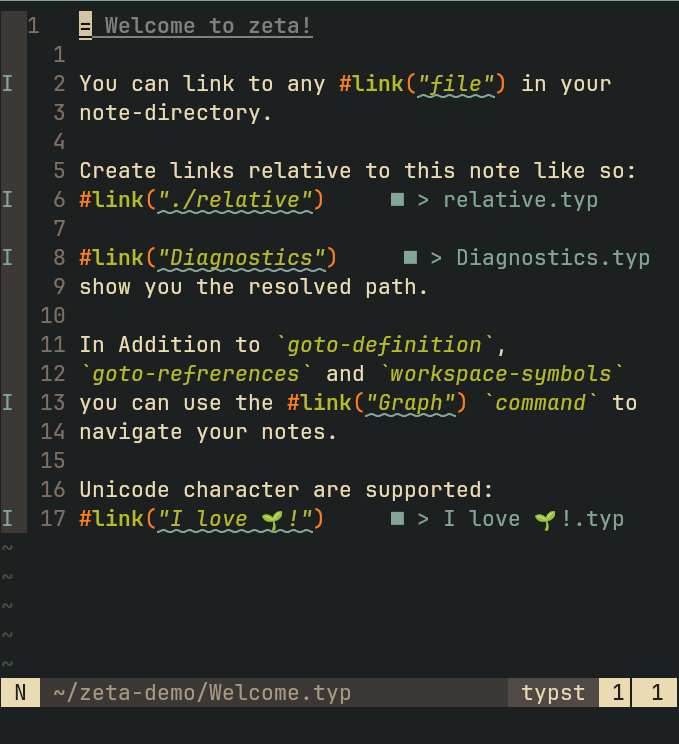 1 = Welcome to zeta!
1
I 2 You can link to any #link("file") in your
3 note-directory.
4
5 Create links relative to this note like so:
I 6 #link("./relative") ■ > relative.typ
7
I 8 #link("Diagnostics") ■ > Diagnostics.typ
9 show you the resolved path.
10
11 In Addition to `goto-definition`,
12 `goto-refrerences` and `workspace-symbols`
I 13 you can use the #link("Graph") `command` to
14 navigate your notes.
15
16 Unicode character are supported:
I 17 #link("I love 🌱!") ■ > I love 🌱!.typ
~
~
~
~
~
N ~/zeta-demo/Welcome.typ typst 1 1